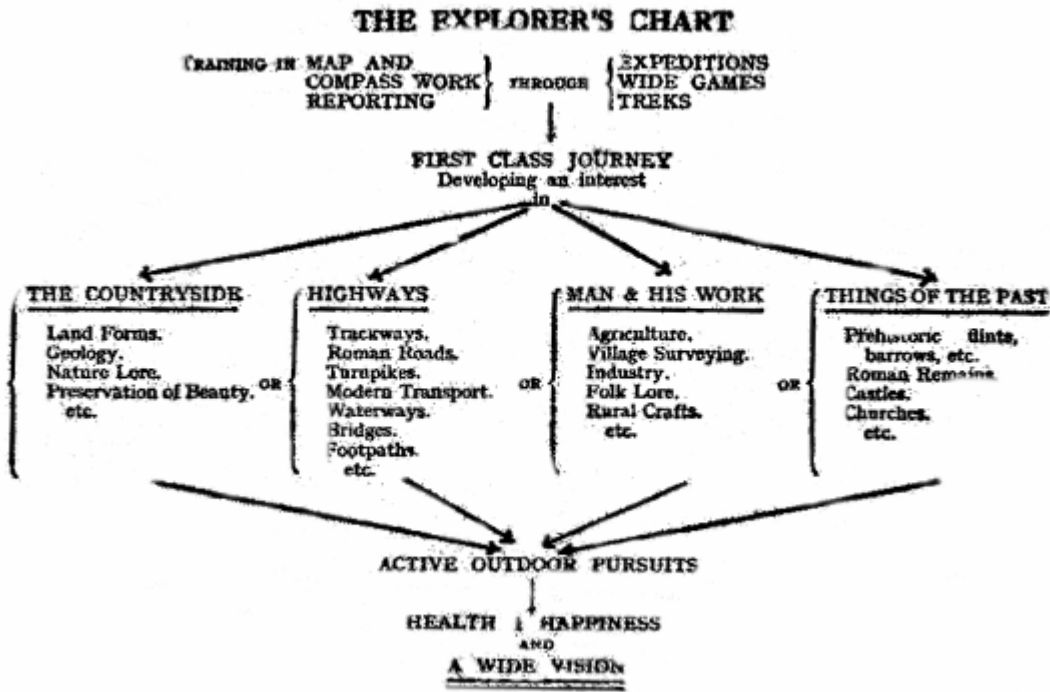 THE EXPLORER'S CHART
TRAINING IN MAP AND
COMPASS WORK
REPORTING
THROUGH
EXPEDITIONS
WIDE GAMES
TREKS
FIRST CLASS JOURNEY
Developing an interest
in
THE COUNTRYSIDE
Land Forms.
Geology.
Nature Lore.
Preservation of Beauty.
etc.
OR
HIGHWAYS
Trackways.
Roman Roads.
Turnpikes.
Modern Transport.
Waterways.
Bridges.
Footpaths.
etc.
OR
MAN & HIS WORK
Agriculture.
Village Surveying.
Industry.
Folk Lore.
Rural Crafts.
etc.
OR
THINGS OF THE PAST
Prehistoric flints,
barrows, etc.
Roman Remains.
Castles.
Churches.
etc.
ACTIVE OUTDOOR PURSUITS
HEALTH & HAPPINESS
AND
A WIDE VISION